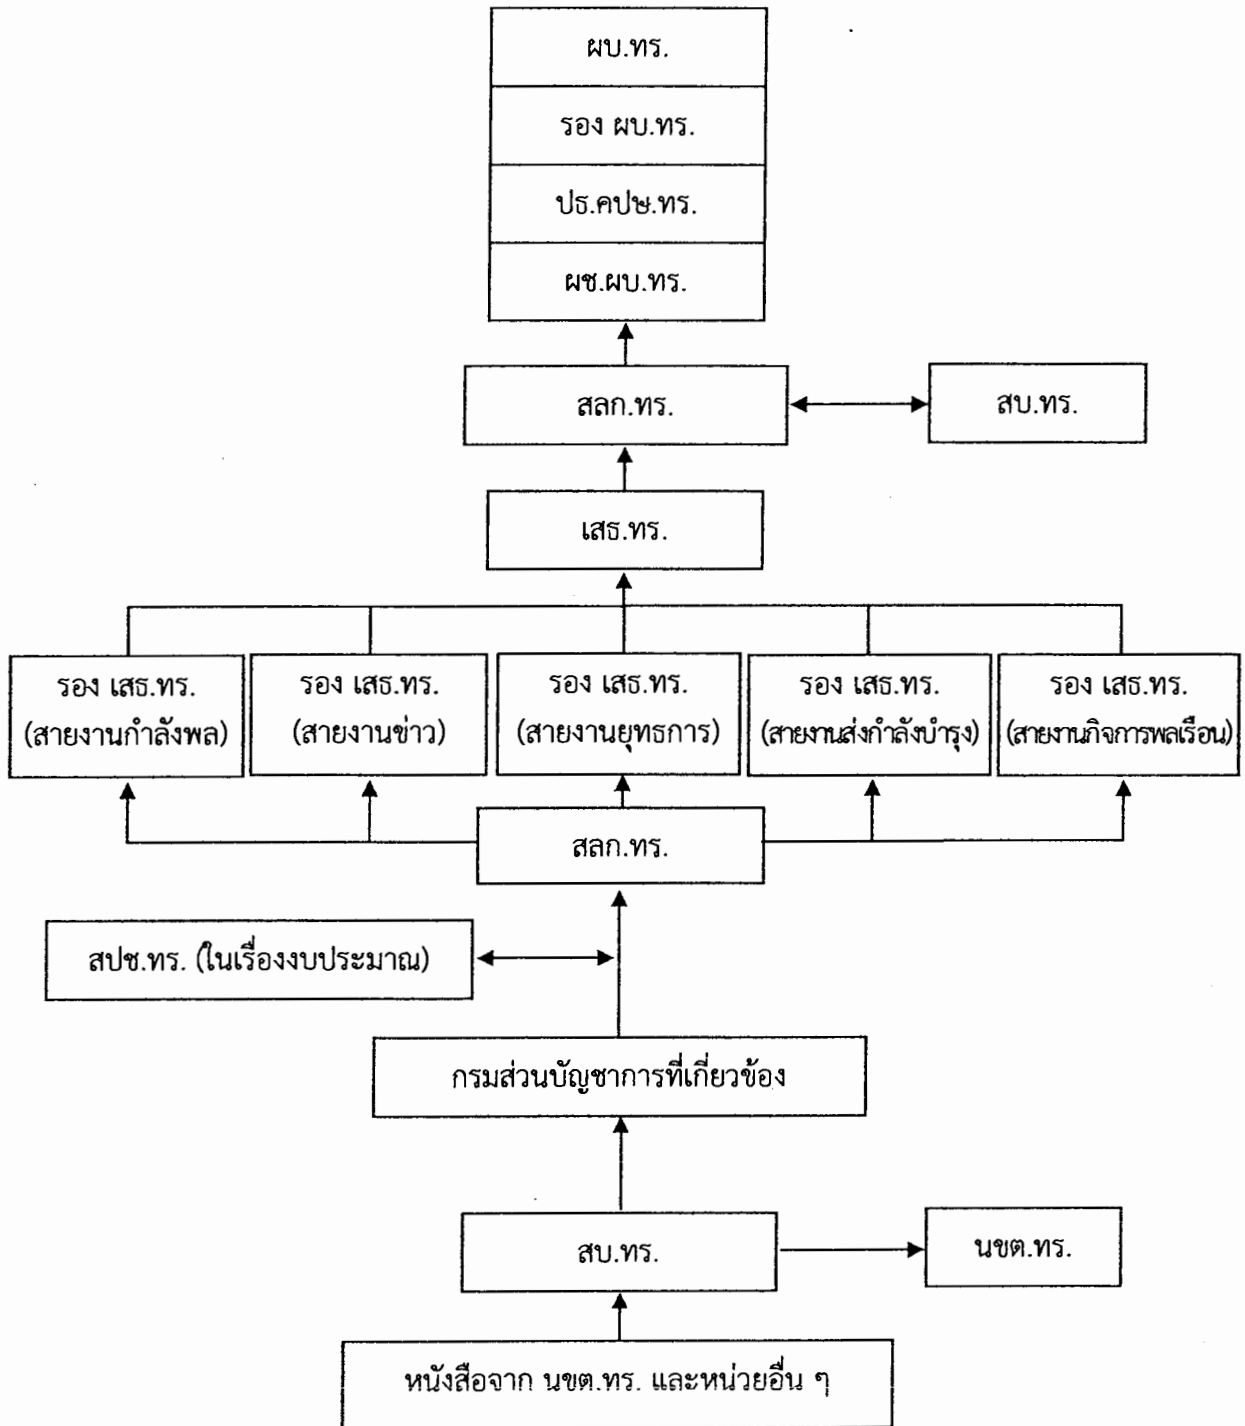 ผบ.ทร.
รอง ผบ.ทร.
ปธ.คปษ.ทร.
ผช.ผบ.ทร.
สลก.ทร.
สบ.ทร.
เสธ.ทร.
รอง เสธ.ทร.
(สายงานกำลังพล)
รอง เสธ.ทร.
(สายงานข่าว)
รอง เสธ.ทร.
(สายงานยุทธการ)
รอง เสธ.ทร.
(สายงานส่งกำลังบำรุง)
รอง เสธ.ทร.
(สายงานกิจการพลเรือน)
สลก.ทร.
สปช.ทร. (ในเรื่องงบประมาณ)
กรมส่วนบัญชาการที่เกี่ยวข้อง
สบ.ทร.
นขต.ทร.
หนังสือจาก นขต.ทร. และหน่วยอื่น ๆ